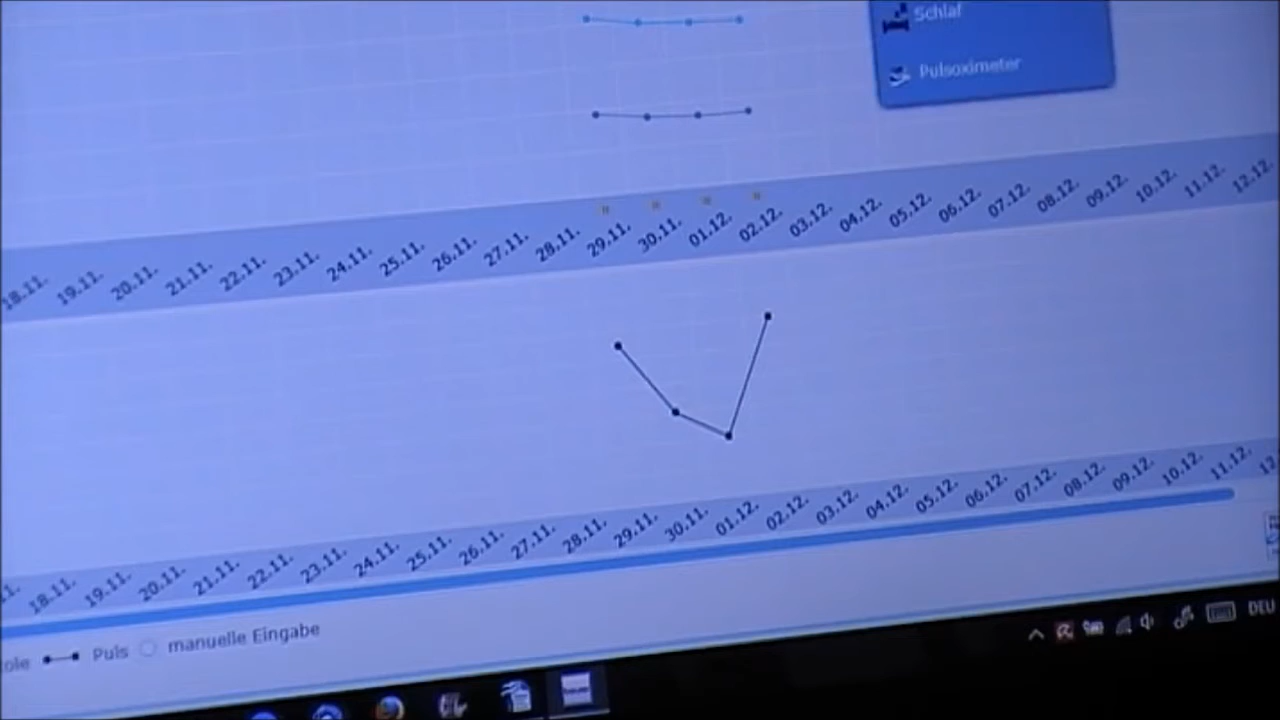 Schlaf
Pulsoximeter
18.11. 19.11. 20.11. 21.11. 22.11. 23.11. 24.11. 25.11. 26.11. 27.11. 28.11. 29.11. 30.11. 01.12. 02.12. 03.12. 04.12. 05.12. 06.12. 07.12. 08.12. 09.12. 10.12. 11.12. 12.12.
18.11. 19.11. 20.11. 21.11. 22.11. 23.11. 24.11. 25.11. 26.11. 27.11. 28.11. 29.11. 30.11. 01.12. 02.12. 03.12. 04.12. 05.12. 06.12. 07.12. 08.12. 09.12. 10.12. 11.12. 12.
Puls manuelle Eingabe
DEU